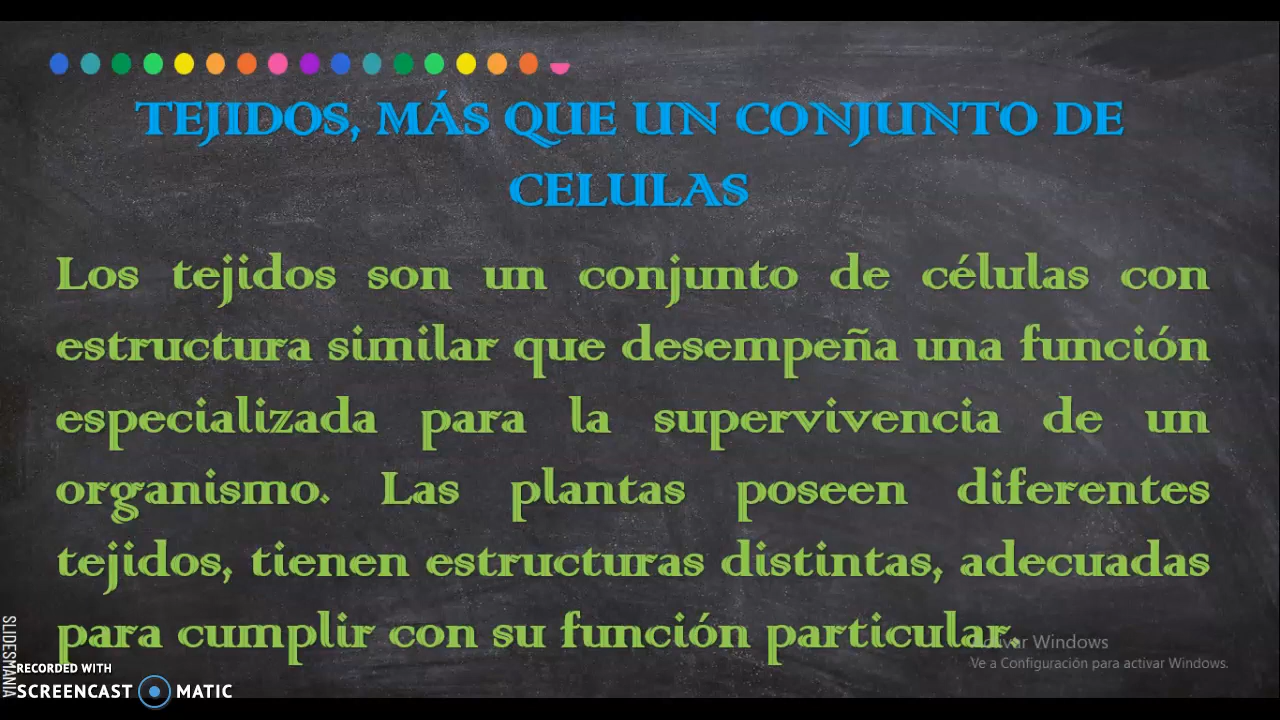 TEJIDOS, MÁS QUE UN CONJUNTO DE
CELULAS
Los tejidos son un conjunto de células con
estructura similar que desempeña una función
especializada para la supervivencia de un
organismo. Las plantas poseen diferentes
tejidos, tienen estructuras distintas, adecuadas
para cumplir con su función particular.
Activar Windows
Ve a Configuración para activar Windows.
SLIDESMANIA
RECORDED WITH
SCREENCAST MATIC